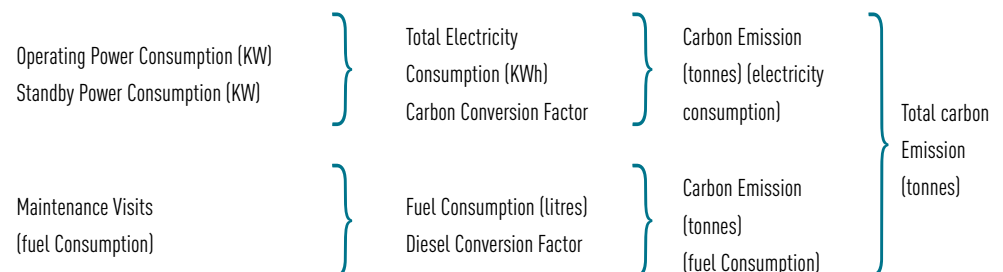 Operating Power Consumption (KW)
Standby Power Consumption (KW)
Total Electricity
Consumption (KWh)
Carbon Conversion Factor
Carbon Emission
(tonnes) (electricity
consumption)
Maintenance Visits
(fuel Consumption)
Fuel Consumption (litres)
Diesel Conversion Factor
Carbon Emission
(tonnes)
(fuel Consumption)
Total carbon
Emission
(tonnes)